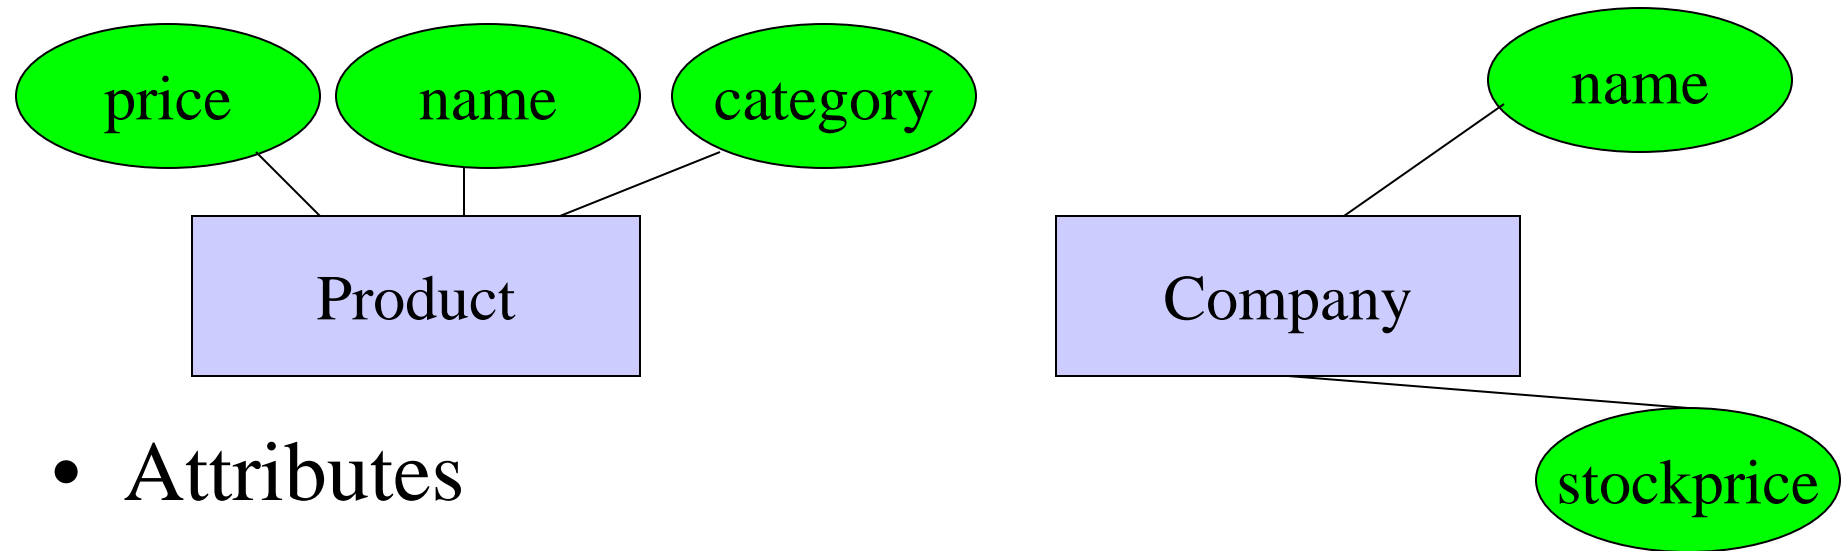 price
name
category
name
Product
Company
• Attributes
stockprice